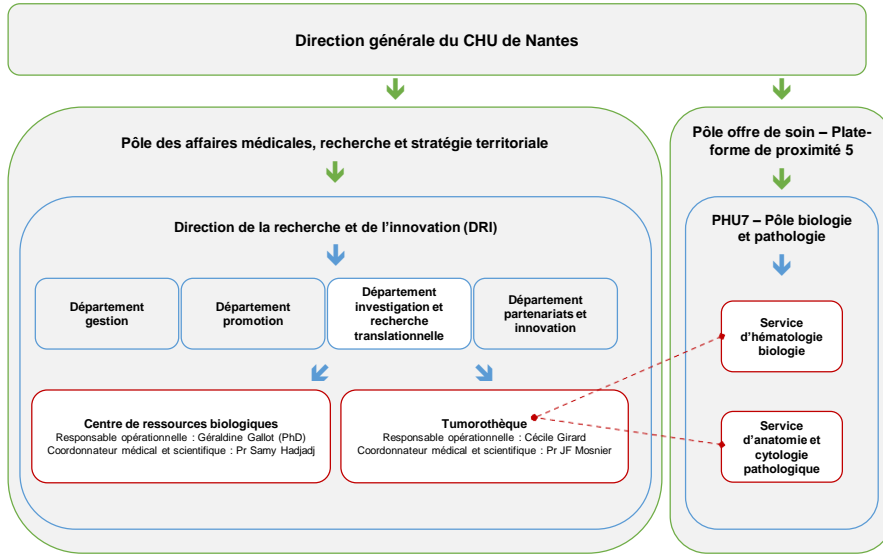 Direction générale du CHU de Nantes
Pôle des affaires médicales, recherche et stratégie territoriale
Direction de la recherche et de l'innovation (DRI)
Département
gestion
Département
promotion
Département
investigation et
recherche
translationnelle
Département
partenariats et
innovation
Centre de ressources biologiques
Responsable opérationnelle : Géraldine Gallot (PhD)
Coordonnateur médical et scientifique : Pr Samy Hadjadj
Tumorothèque
Responsable opérationnelle : Cécile Girard
Coordonnateur médical et scientifique : Pr JF Mosnier
Pôle offre de soin – Plate-
forme de proximité 5
PHU7 – Pôle biologie
et pathologie
Service
d'hématologie
biologie
Service
d'anatomie et
cytologie
pathologique